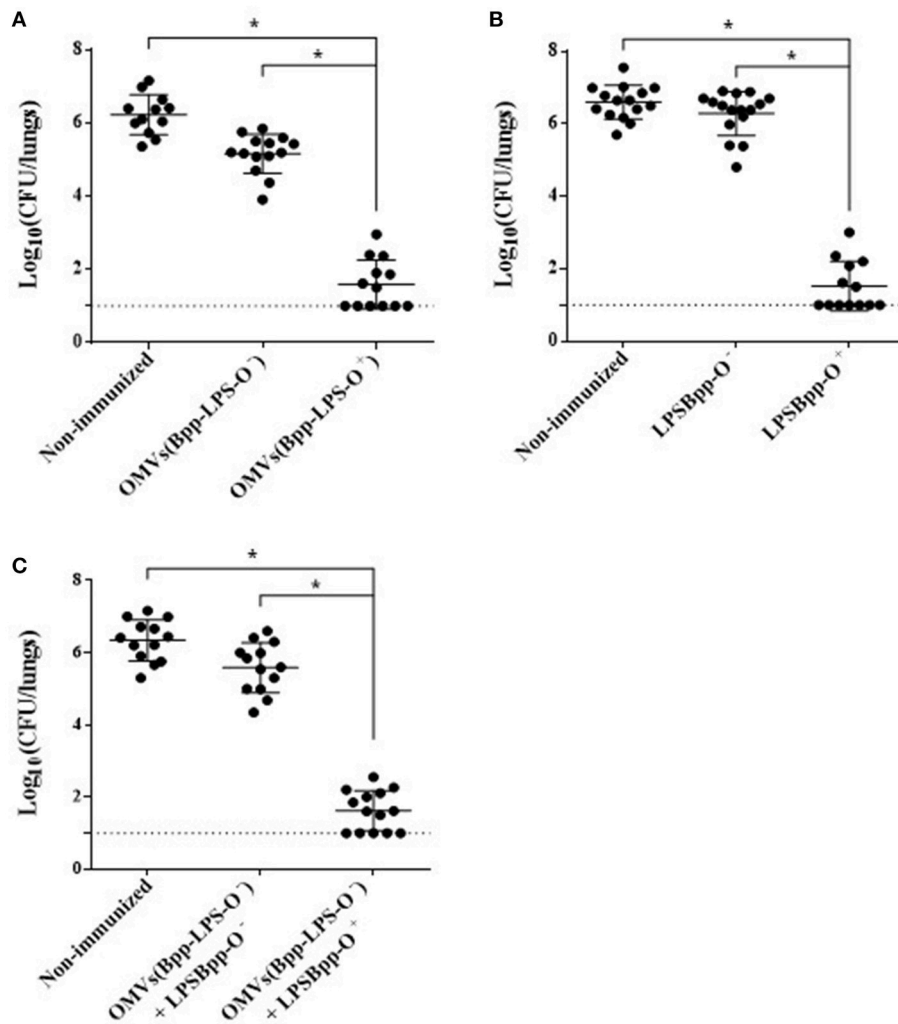 A
*
*
Log10(CFU/lungs)
8
6
4
2
0
Non-immunized
OMVs(Bpp-LPS-O-)
OMVs(Bpp-LPS-O+)
B
*
*
Log10(CFU/lungs)
8
6
4
2
0
Non-immunized
LPSBpp-O-
LPSBpp-O+
C
*
*
Log10(CFU/lungs)
8
6
4
2
0
Non-immunized
OMVs(Bpp-LPS-O-)
+ LPSBpp-O-
OMVs(Bpp-LPS-O-)
+ LPSBpp-O+